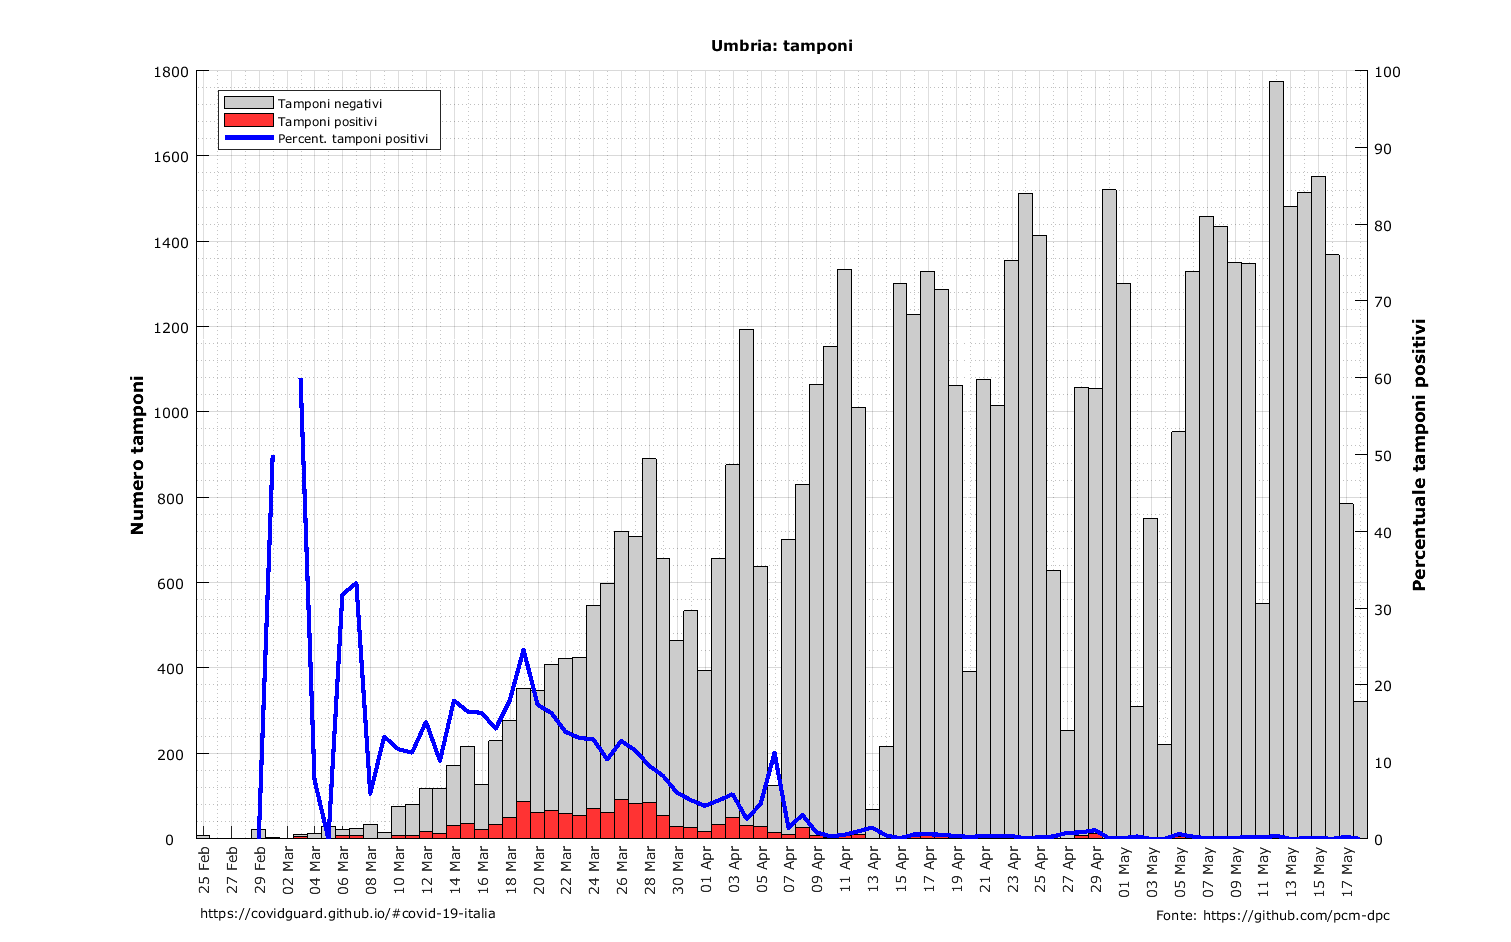 Umbria: tamponi
Tamponi negativi
Tamponi positivi
Percent. tamponi positivi
Numero tamponi
1800
1600
1400
1200
1000
800
600
400
200
0
100
90
80
70
60
50
40
30
20
10
0
Percentuale tamponi positivi
25 Feb
27 Feb
29 Feb
02 Mar
04 Mar
06 Mar
08 Mar
10 Mar
12 Mar
14 Mar
16 Mar
18 Mar
20 Mar
22 Mar
24 Mar
26 Mar
28 Mar
30 Mar
01 Apr
03 Apr
05 Apr
07 Apr
09 Apr
11 Apr
13 Apr
15 Apr
17 Apr
19 Apr
21 Apr
23 Apr
25 Apr
27 Apr
29 Apr
01 May
03 May
05 May
07 May
09 May
11 May
13 May
15 May
17 May
https://covidguard.github.io/#covid-19-italia
Fonte: https://github.com/pcm-dpc